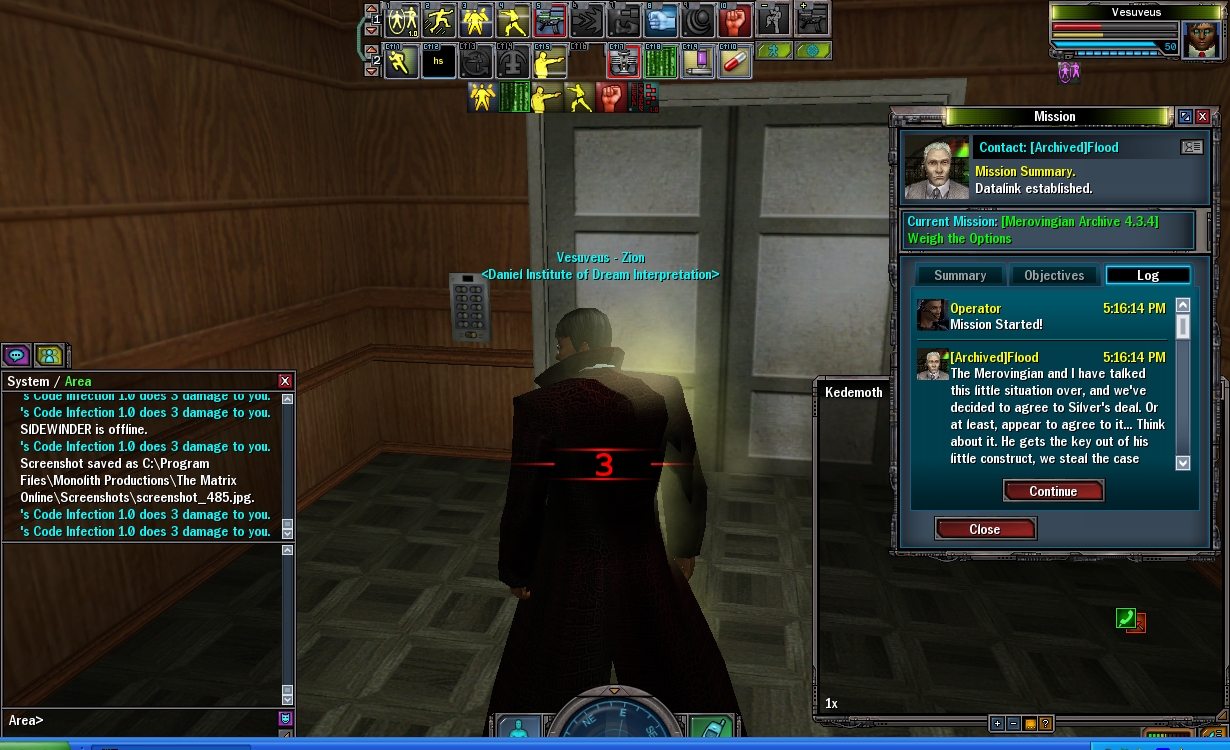 1
2
1.0
hs
Vesuveus
50
Mission
Contact: [Archived]Flood
Mission Summary.
Datalink established.
Current Mission: [Merovingian Archive 4.3.4]
Weigh the Options
Summary
Objectives
Log
Operator 5:16:14 PM
Mission Started!
[Archived]Flood 5:16:14 PM
The Merovingian and I have talked
this little situation over, and we've
decided to agree to Silver's deal. Or
at least, appear to agree to it... Think
about it. He gets the key out of his
little construct, we steal the case
Continue
Close
Vesuveus - Zion
<Daniel Institute of Dream Interpretation>
3
System / Area
's Code Infection 1.0 does 3 damage to you.
's Code Infection 1.0 does 3 damage to you.
SIDEWINDER is offline.
's Code Infection 1.0 does 3 damage to you.
Screenshot saved as C:\Program
Files\Monolith Productions\The Matrix
Online\Screenshots\screenshot_485.jpg.
's Code Infection 1.0 does 3 damage to you.
's Code Infection 1.0 does 3 damage to you.
Area>
Kedemoth
1x
NE
E
SE